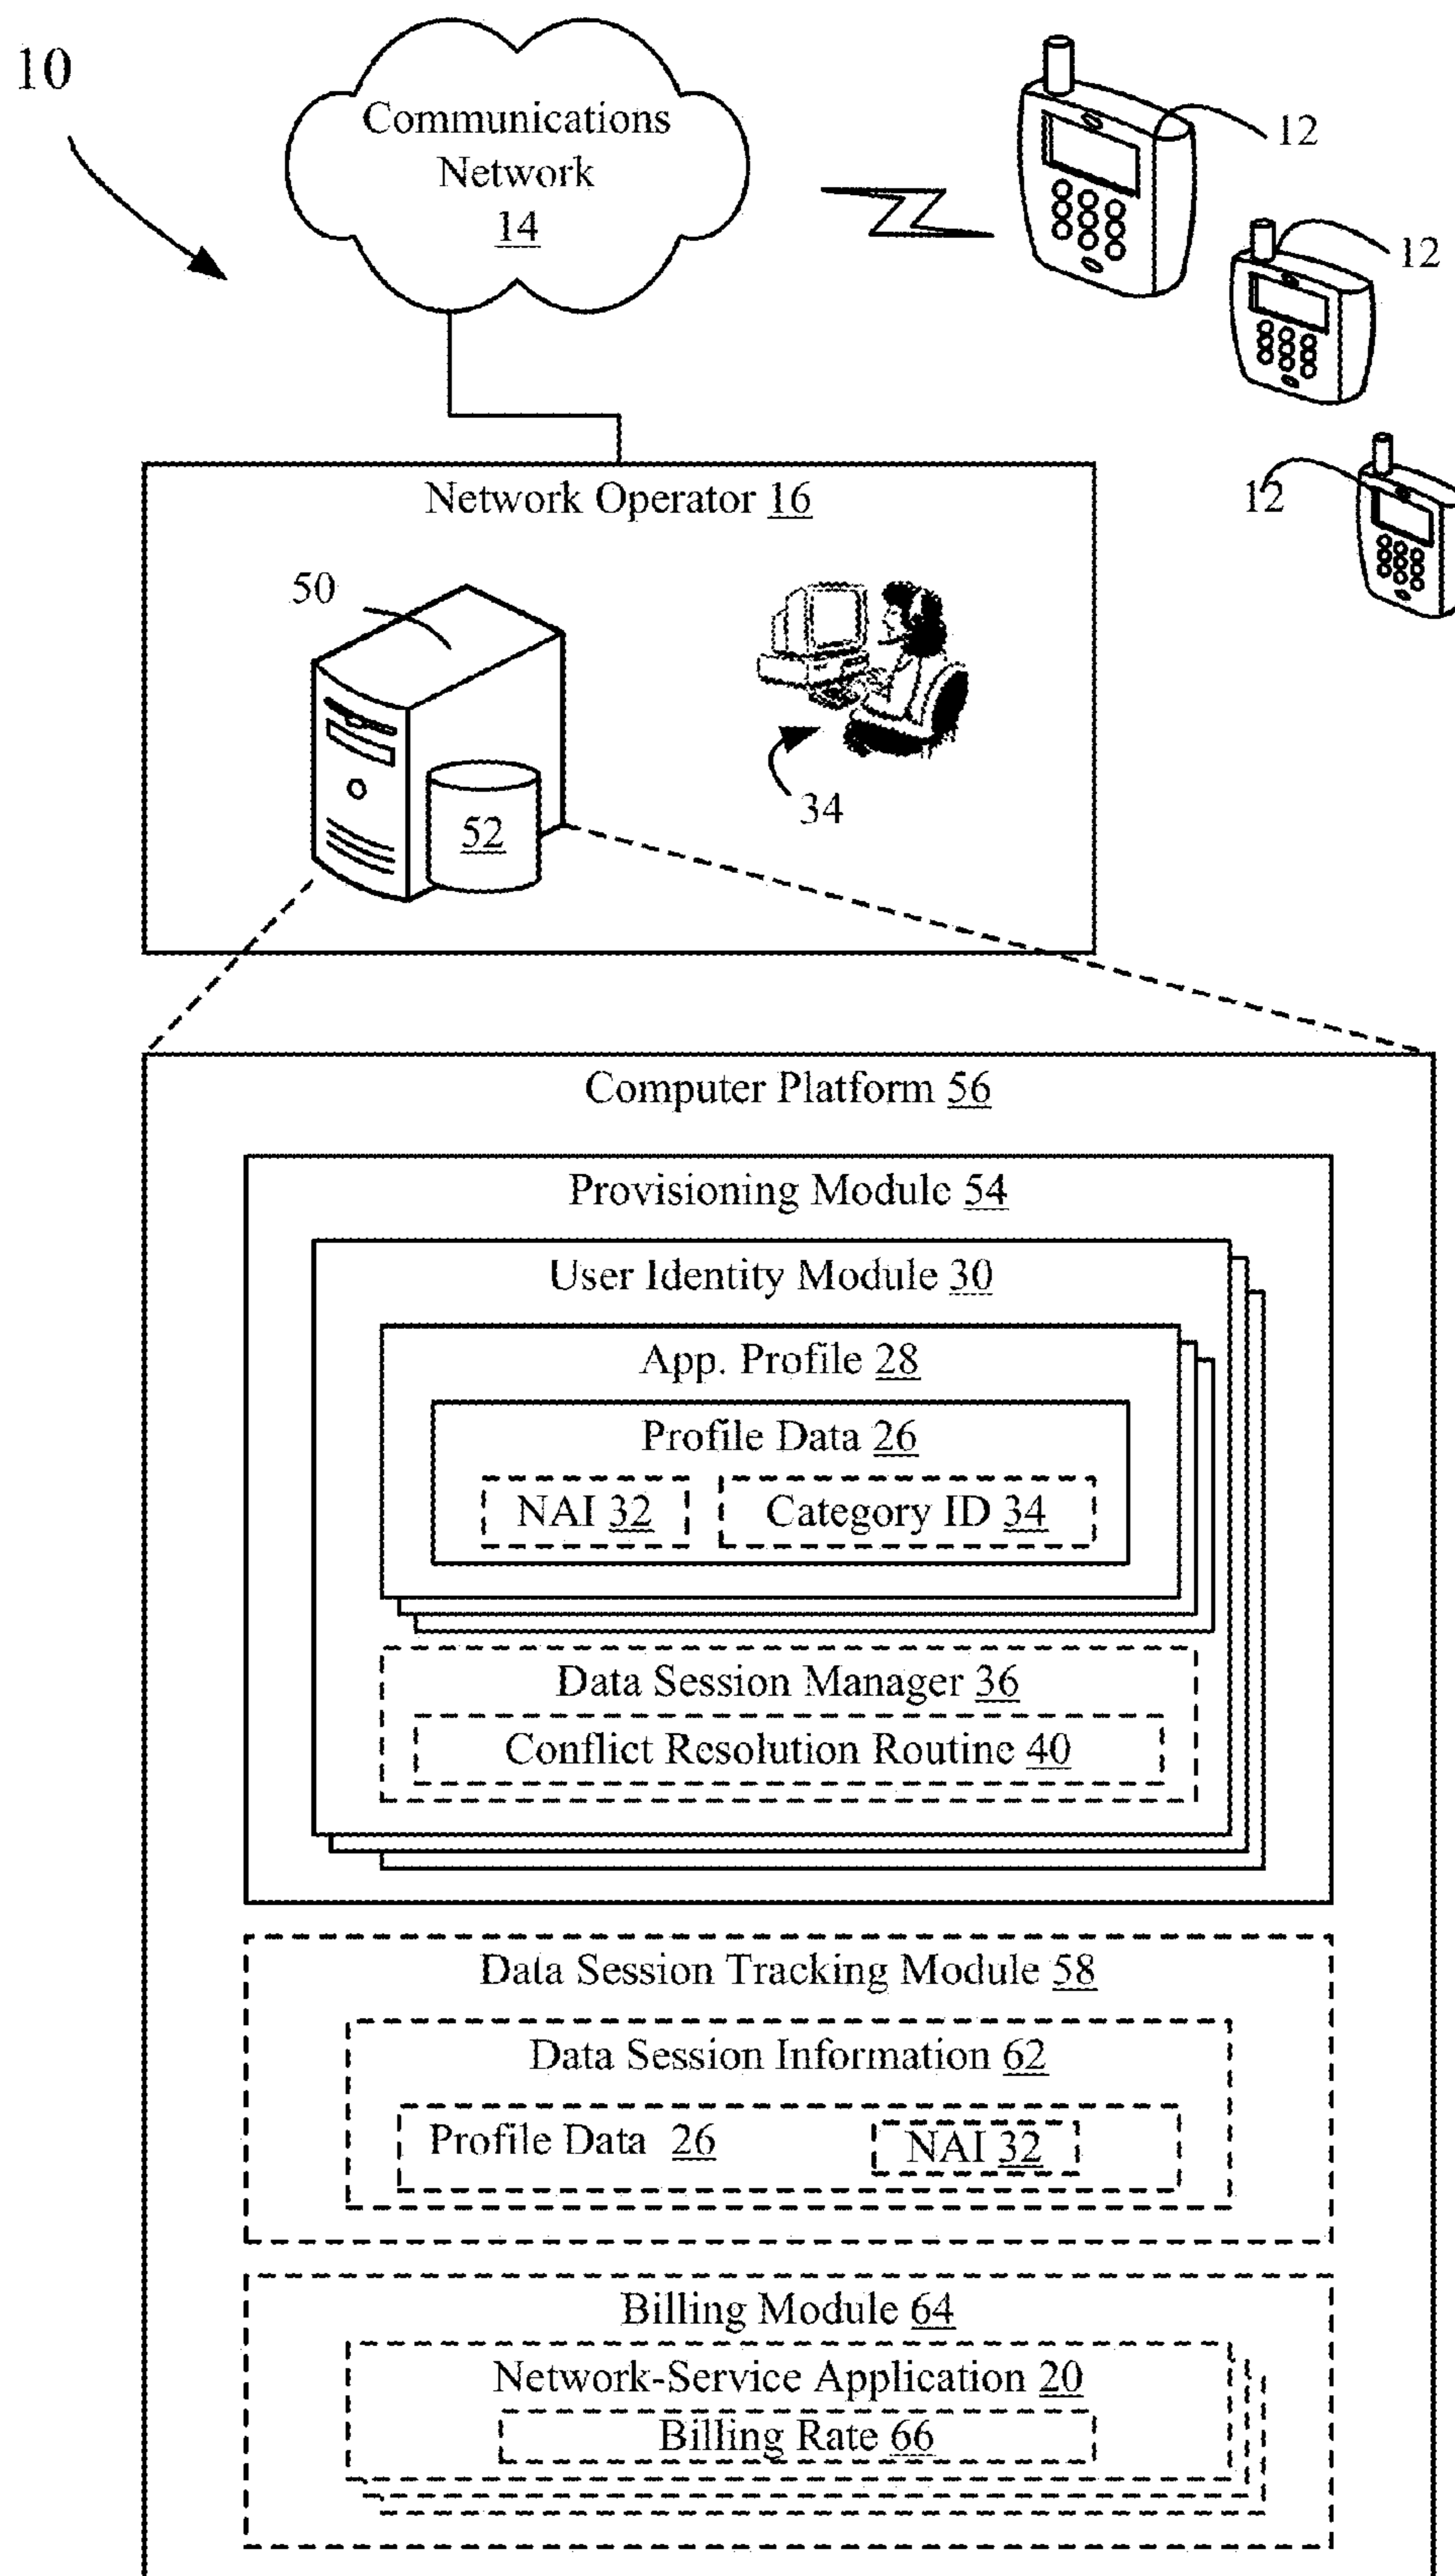 10
Communications
Network
14
12
12
12
Network Operator 16
50
52
34
Computer Platform 56
Provisioning Module 54
User Identity Module 30
App. Profile 28
Profile Data 26
NAI 32
Category ID 34
Data Session Manager 36
Conflict Resolution Routine 40
Data Session Tracking Module 58
Data Session Information 62
Profile Data 26
NAI 32
Billing Module 64
Network-Service Application 20
Billing Rate 66